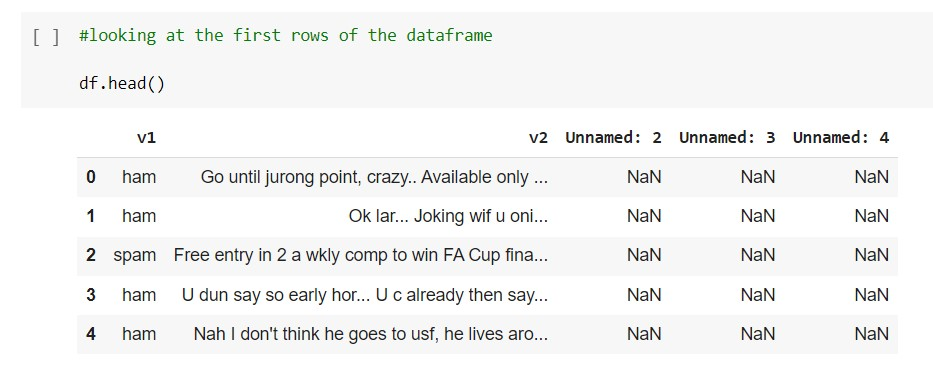 [ ] #looking at the first rows of the dataframe
df.head()
v1 v2 Unnamed: 2 Unnamed: 3 Unnamed: 4
0 ham Go until jurong point, crazy.. Available only ... NaN NaN NaN
1 ham Ok lar... Joking wif u oni... NaN NaN NaN
2 spam Free entry in 2 a wkly comp to win FA Cup fina... NaN NaN NaN
3 ham U dun say so early hor... U c already then say... NaN NaN NaN
4 ham Nah I don't think he goes to usf, he lives aro... NaN NaN NaN